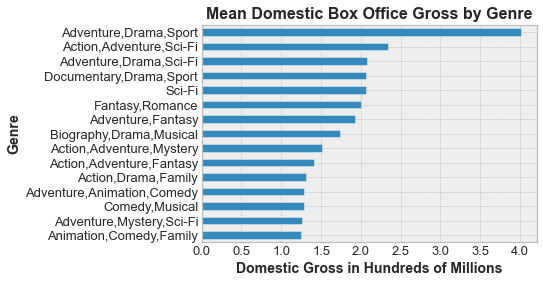 Mean Domestic Box Office Gross by Genre
Genre
Adventure,Drama,Sport
Action,Adventure,Sci-Fi
Adventure,Drama,Sci-Fi
Documentary,Drama,Sport
Sci-Fi
Fantasy,Romance
Adventure,Fantasy
Biography,Drama,Musical
Action,Adventure,Mystery
Action,Adventure,Fantasy
Action,Drama,Family
Adventure,Animation,Comedy
Comedy,Musical
Adventure,Mystery,Sci-Fi
Animation,Comedy,Family
0.0 0.5 1.0 1.5 2.0 2.5 3.0 3.5 4.0
Domestic Gross in Hundreds of Millions